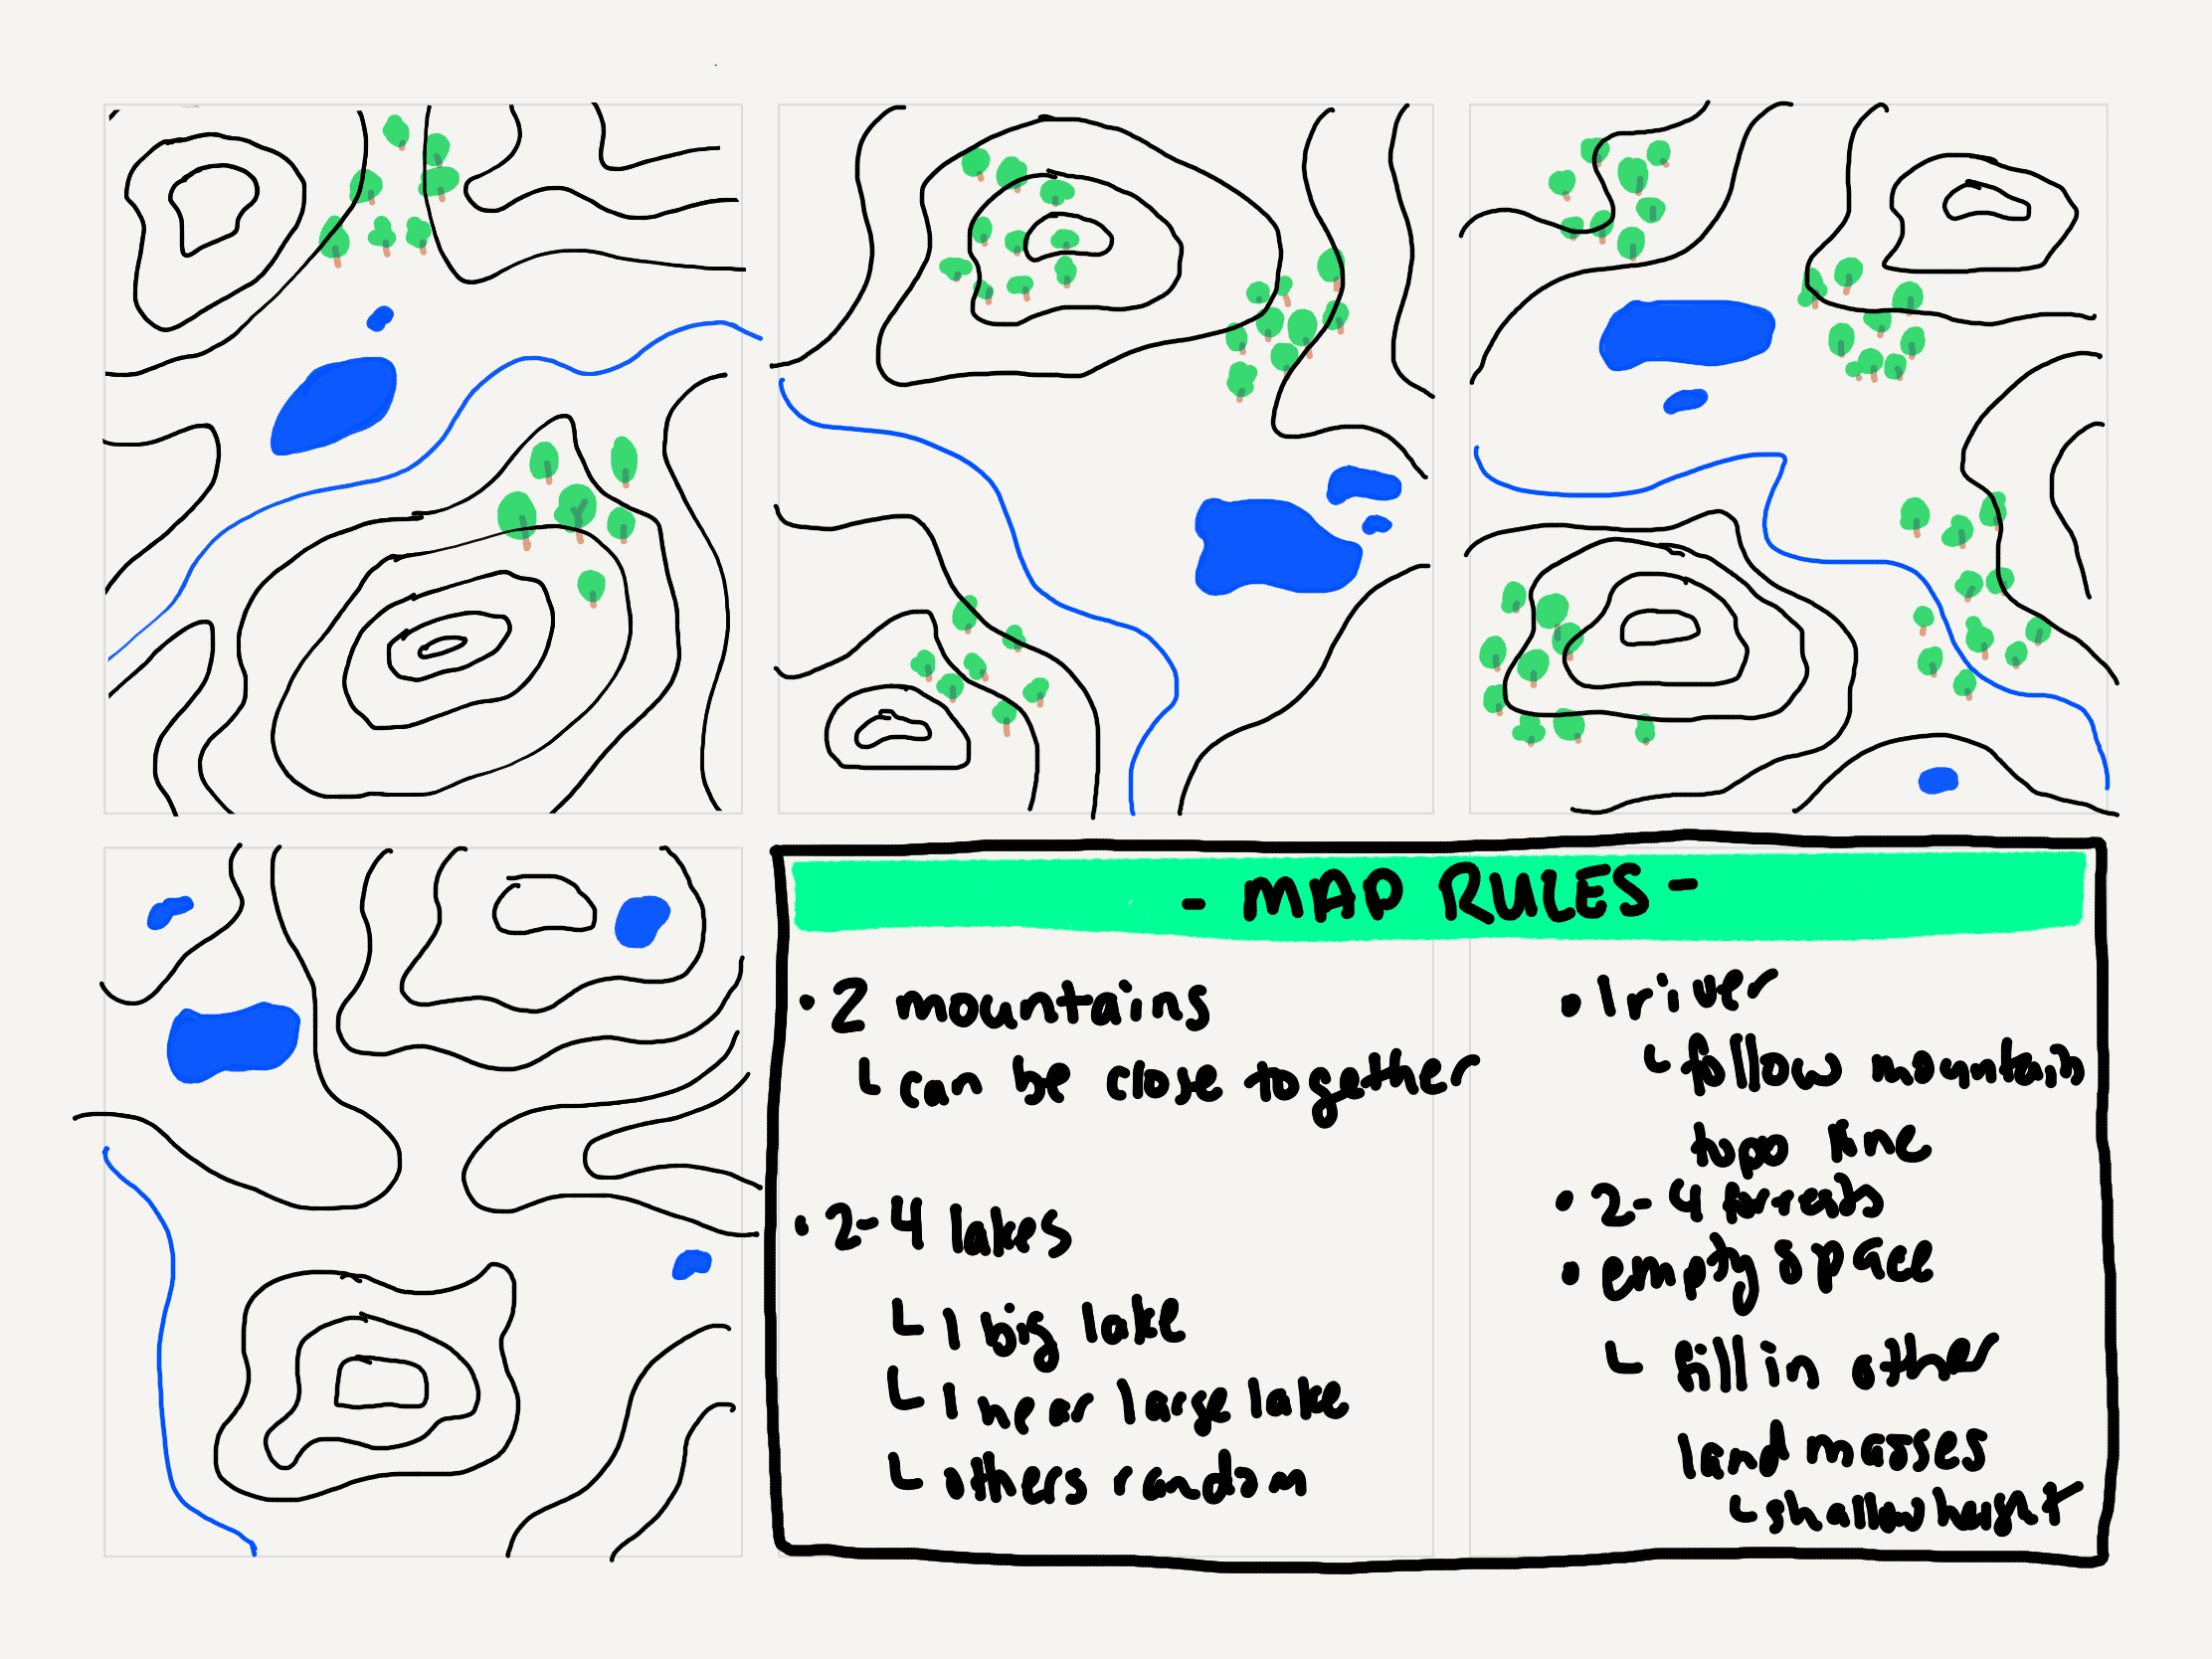 - MAP RULES -
• 2 mountains
└ can be close together
• 2-4 lakes
└ 1 big lake
└ 1 near large lake
└ others random
• 1 river
└ follow mountain
topo line
• 2-4 forrests
• empty space
└ fill in other
land masses
└ shallow height